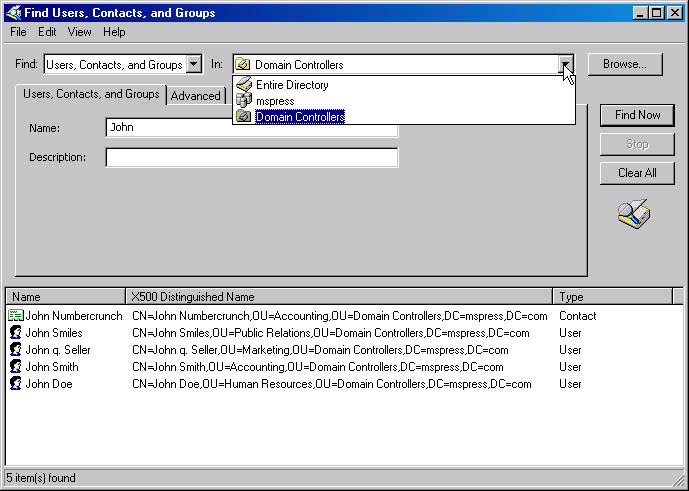 Find Users, Contacts, and Groups
File Edit View Help
Find: Users, Contacts, and Groups In: Domain Controllers Browse...
Entire Directory
mspress
Domain Controllers
Users, Contacts, and Groups Advanced
Name: John
Description:
Find Now
Stop
Clear All
Name X500 Distinguished Name Type
John Numbercrunch CN=John Numbercrunch,OU=Accounting,OU=Domain Controllers,DC=mspress,DC=com Contact
John Smiles CN=John Smiles,OU=Public Relations,OU=Domain Controllers,DC=mspress,DC=com User
John q. Seller CN=John q. Seller,OU=Marketing,OU=Domain Controllers,DC=mspress,DC=com User
John Smith CN=John Smith,OU=Accounting,OU=Domain Controllers,DC=mspress,DC=com User
John Doe CN=John Doe,OU=Human Resources,OU=Domain Controllers,DC=mspress,DC=com User
5 item(s) found